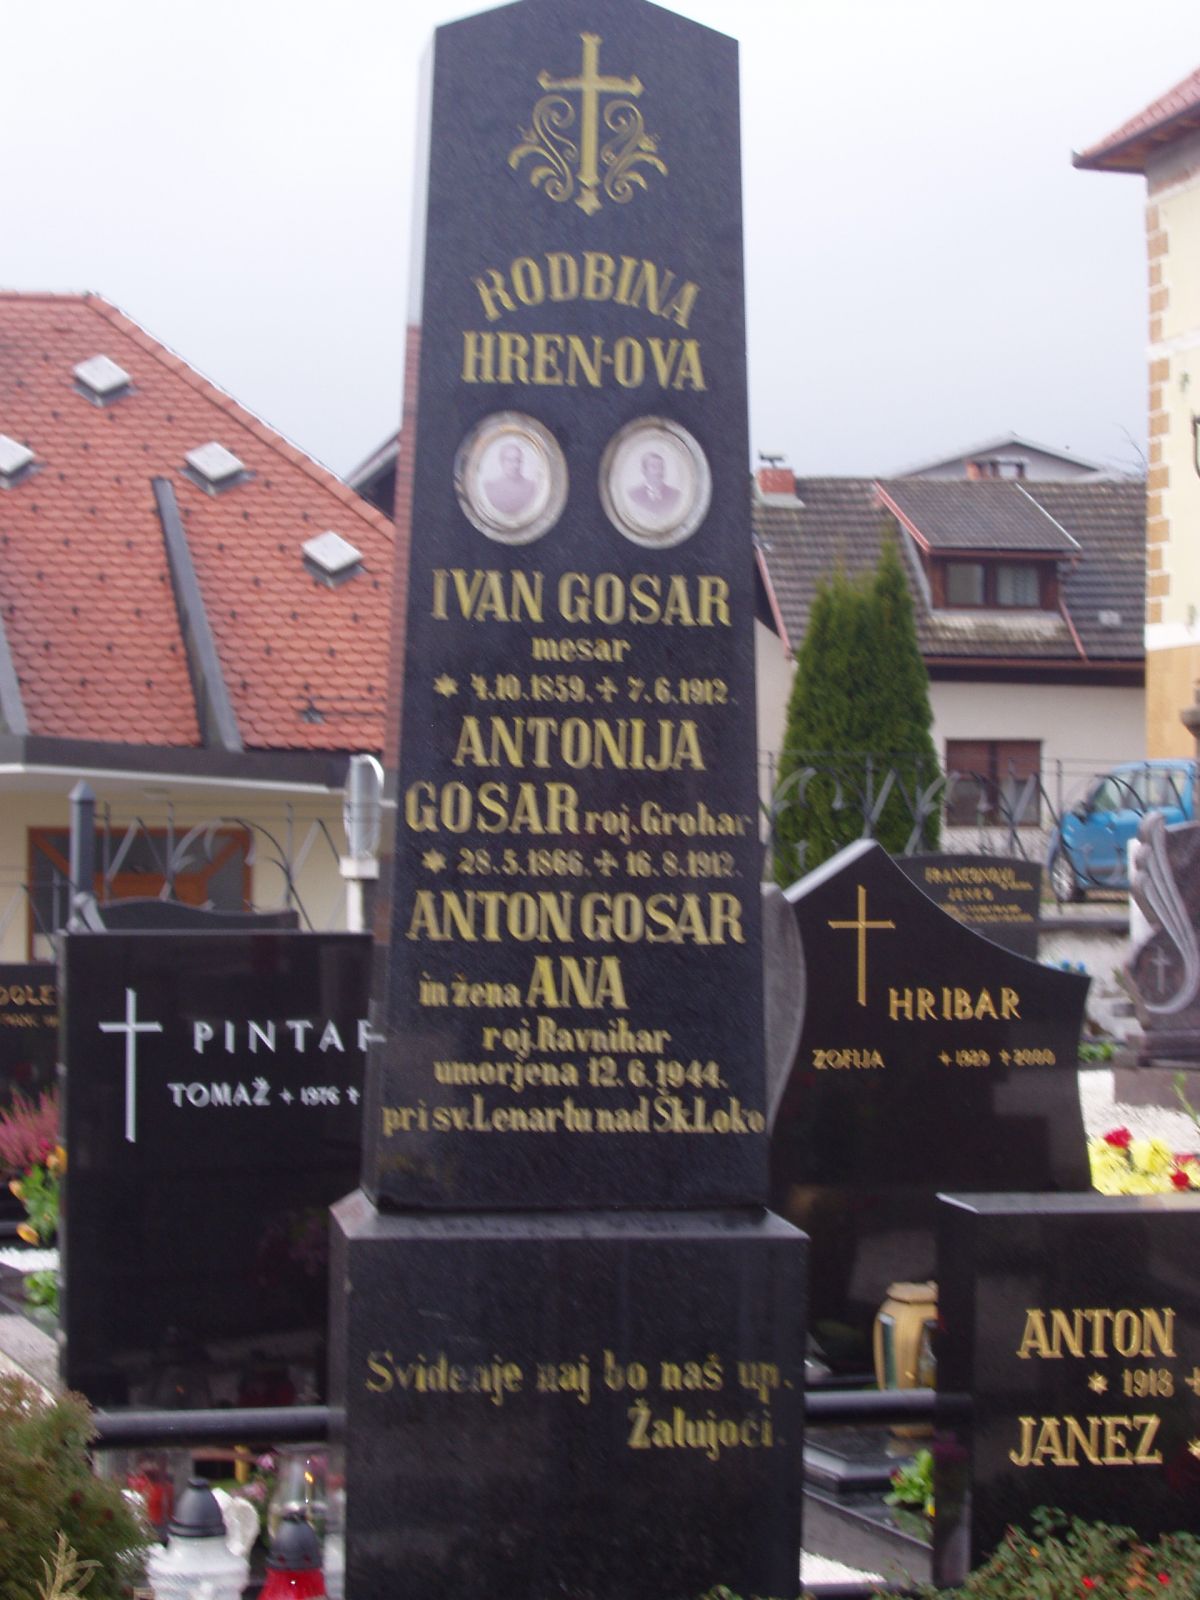 RODBINA
HREN-OVA
IVAN GOSAR
mesar
* 4.10.1859. + 7.6.1912.
ANTONIJA
GOSAR roj. Grohar
* 28.5.1866. + 16.8.1912.
ANTON GOSAR
in žena ANA
roj. Ravnihar
umorjena 12.6.1944.
pri sv. Lenartu nad Šk. Loko
Svidenje naj bo naš up.
Žalujoči.
PINTAR
TOMAŽ + 1976 +
HRIBAR
ZOFIJA + 2000
ANTON
* 1918 +
JANEZ *